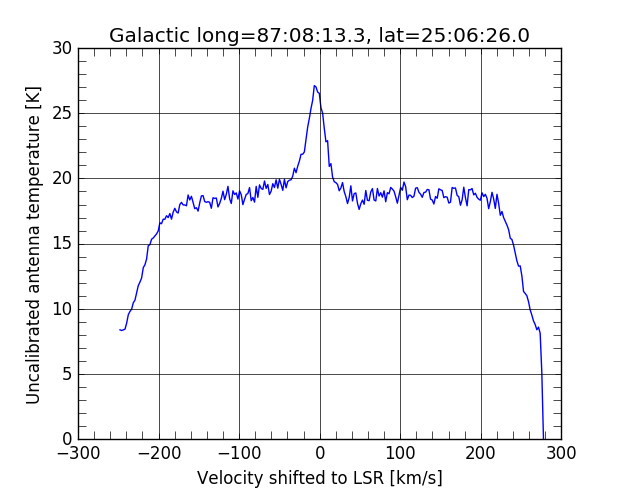 Galactic long=87:08:13.3, lat=25:06:26.0
30
25
20
15
10
5
0
−300 −200 −100 0 100 200 300
Uncalibrated antenna temperature [K]
Velocity shifted to LSR [km/s]